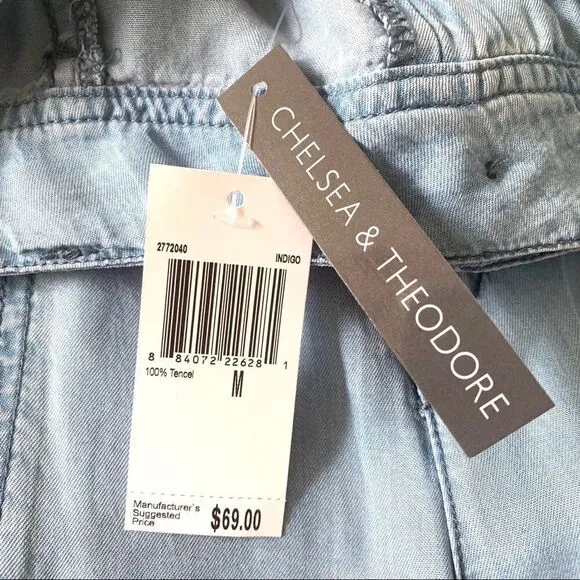 CHELSEA & THEODORE
2772040 INDIGO
8 84072 22628 1
100% Tencel M
Manufacturer's
Suggested
Price $69.00